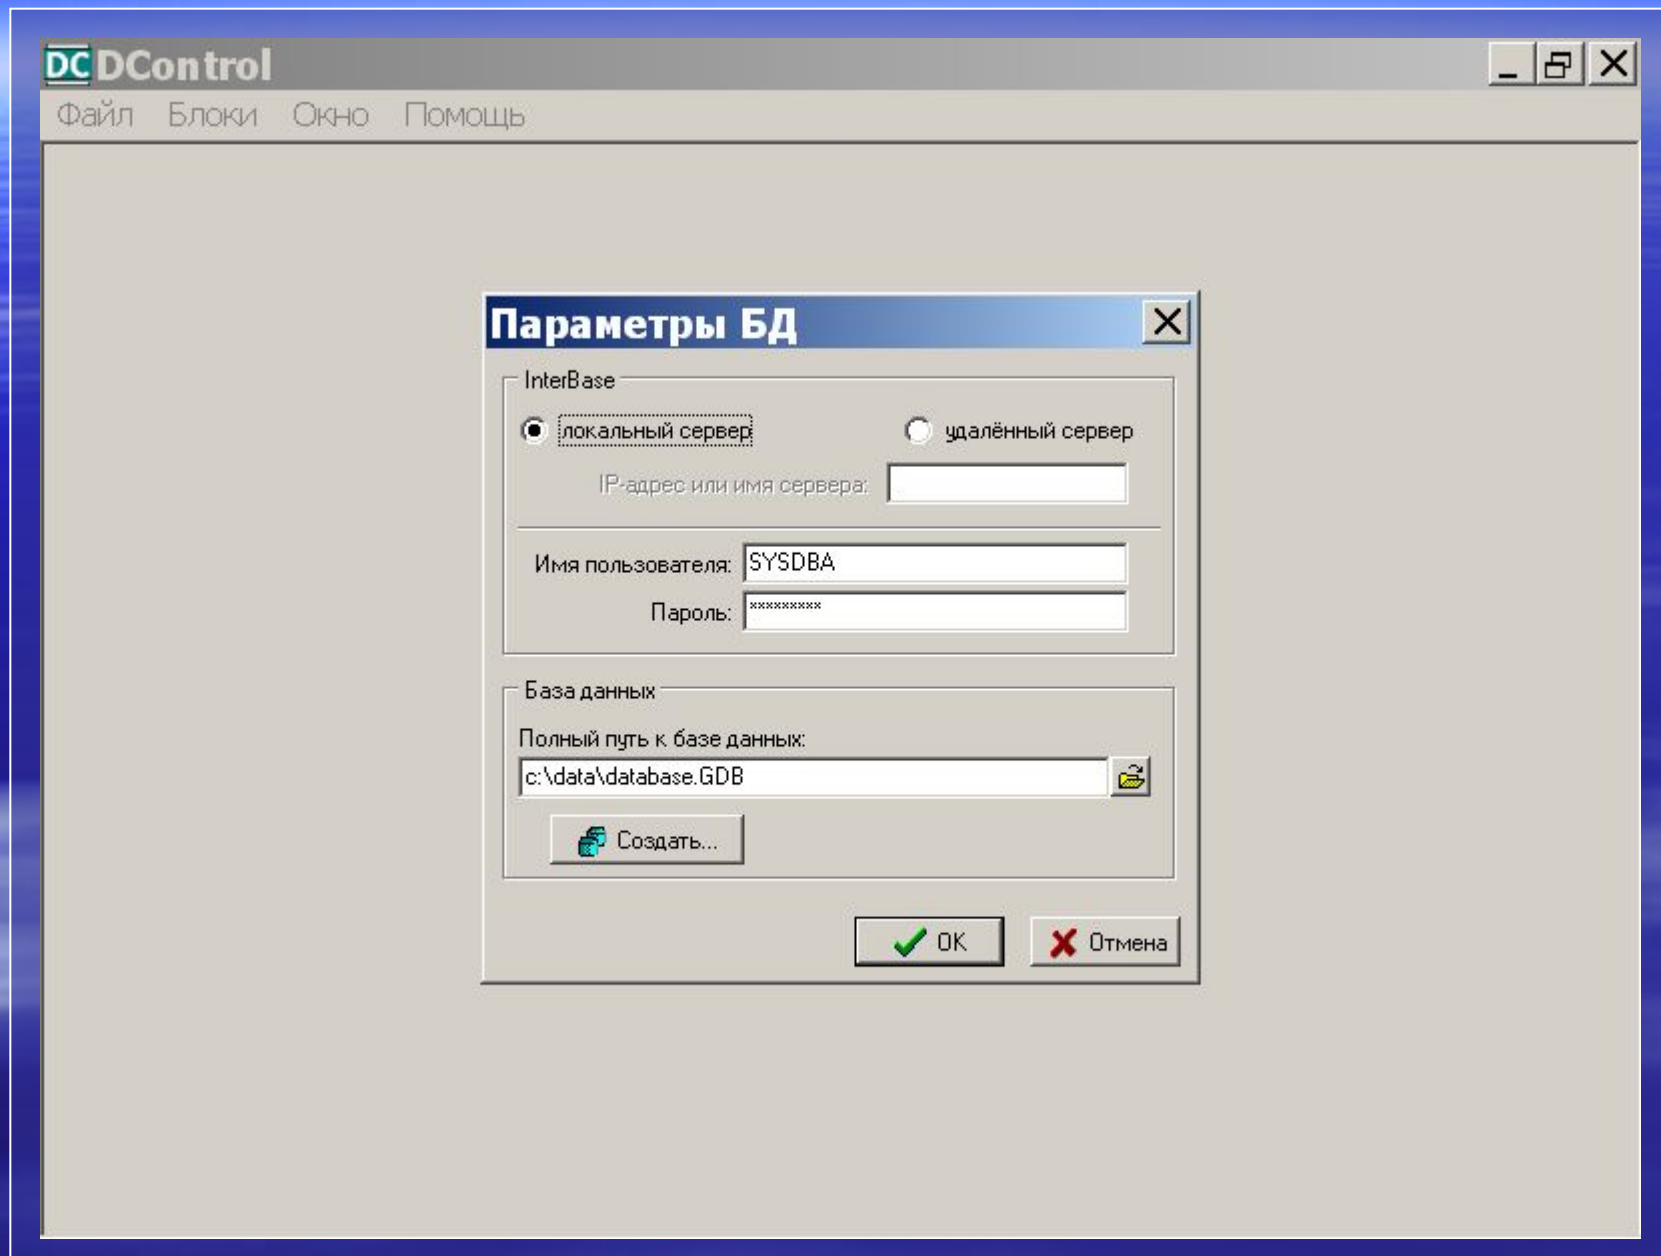 DC DControl
Файл Блоки Окно Помощь
Параметры БД
InterBase
локальный сервер удалённый сервер
IP-адрес или имя сервера:
Имя пользователя: SYSDBA
Пароль: *********
База данных
Полный путь к базе данных:
c:\data\database.GDB
Создать...
OK Отмена